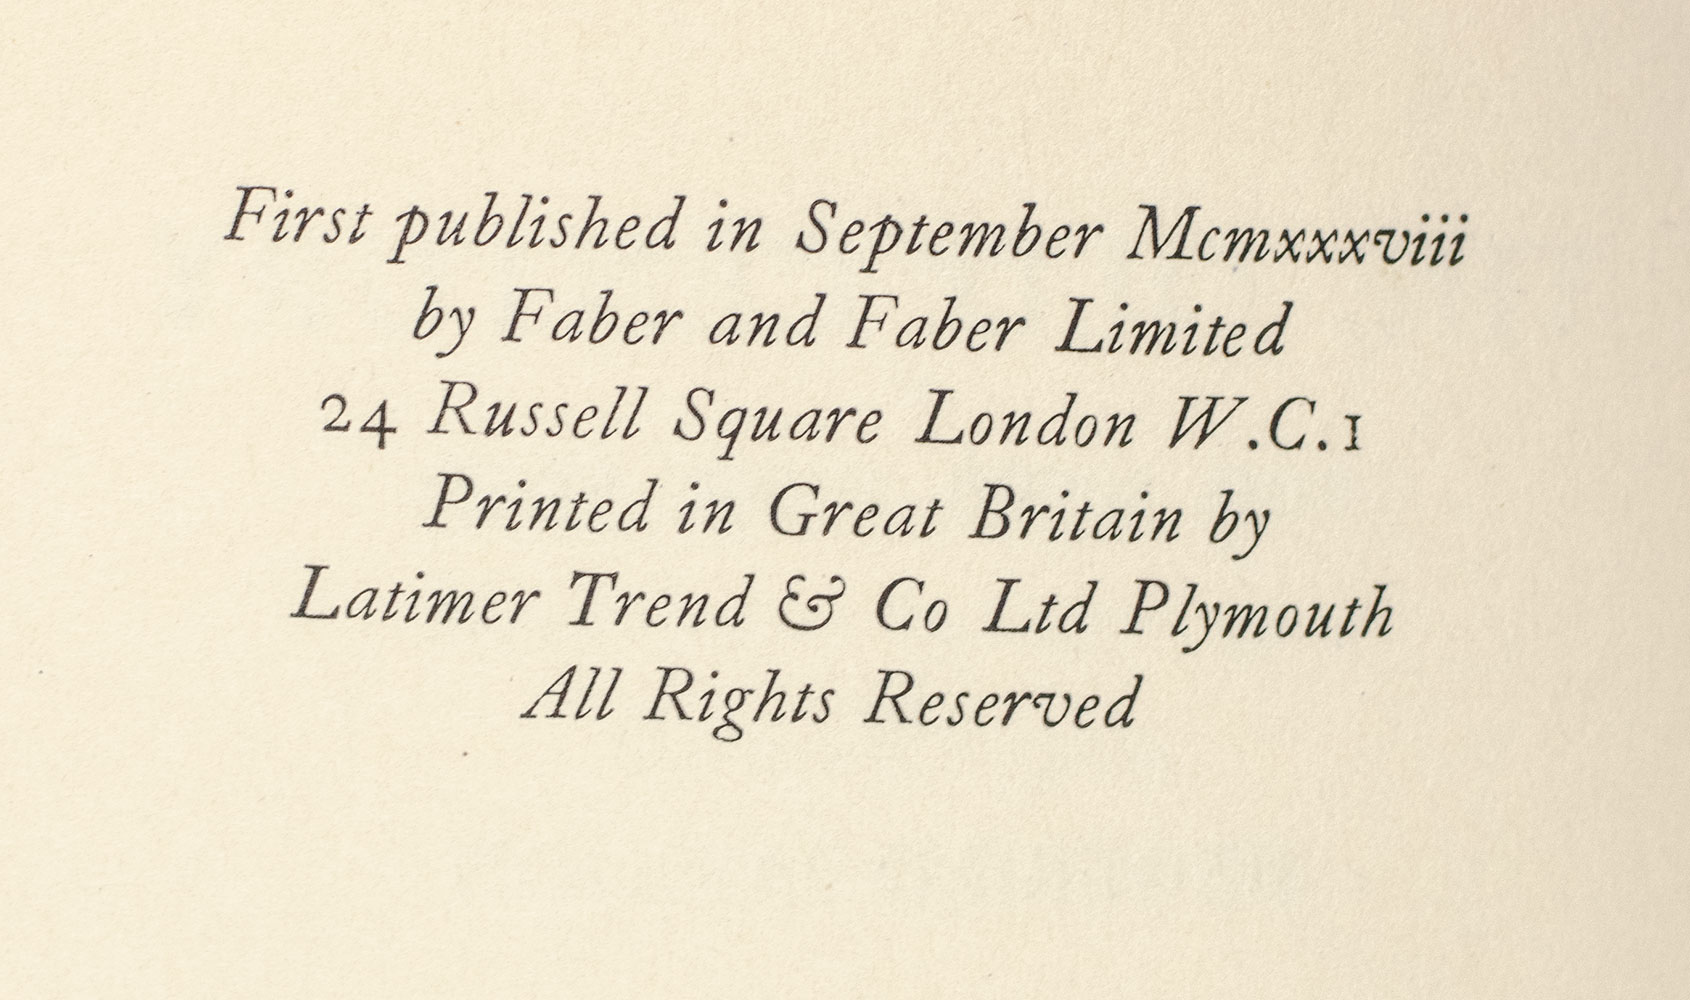 First published in September Mcmxxxviii
by Faber and Faber Limited
24 Russell Square London W.C.1
Printed in Great Britain by
Latimer Trend & Co Ltd Plymouth
All Rights Reserved